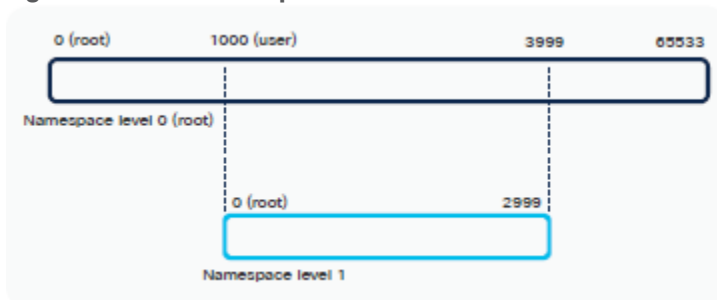 0 (root) 1000 (user) 3999 65533
Namespace level 0 (root)
0 (root) 2999
Namespace level 1